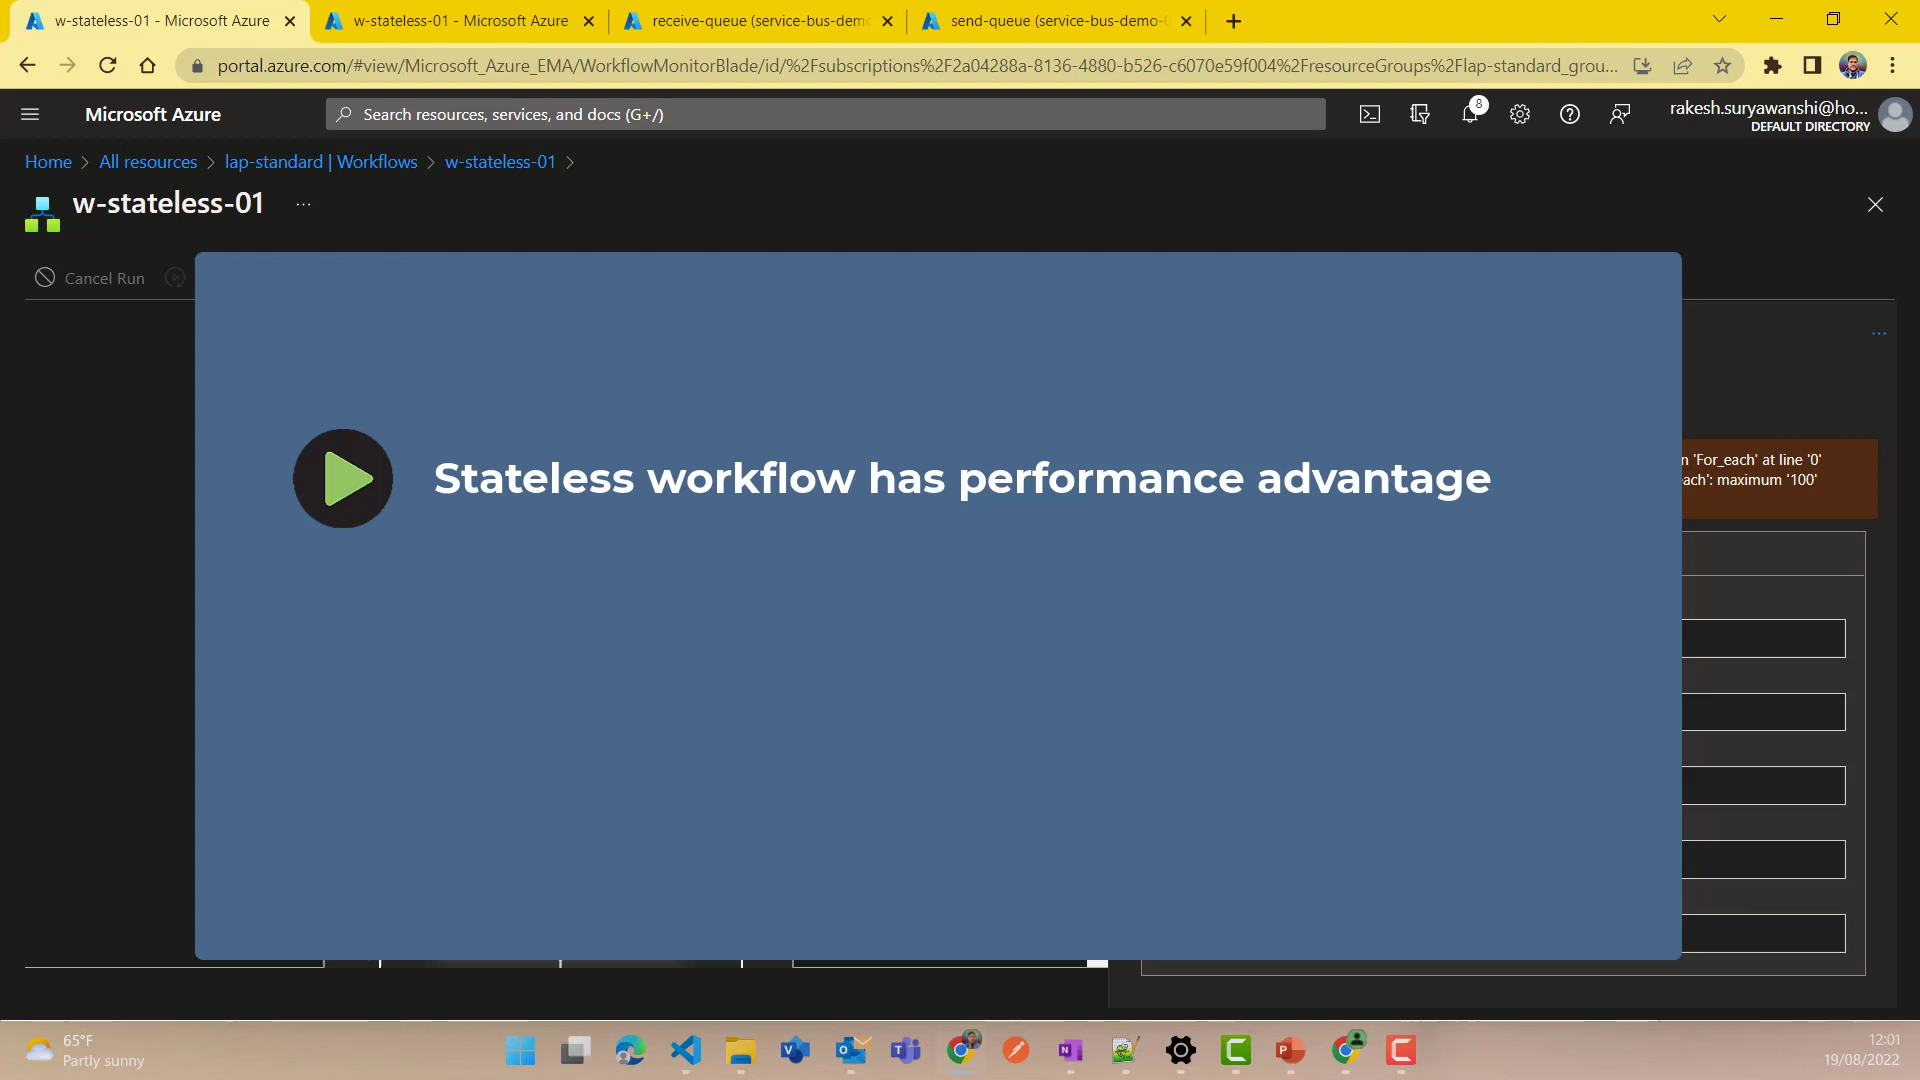 w-stateless-01 - Microsoft Azure
w-stateless-01 - Microsoft Azure
receive-queue (service-bus-demo
send-queue (service-bus-demo-
portal.azure.com/#view/Microsoft_Azure_EMA/WorkflowMonitorBlade/id/%2Fsubscriptions%2F2a04288a-8136-4880-b526-c6070e59f004%2FresourceGroups%2Flap-standard_grou...
Microsoft Azure
Search resources, services, and docs (G+/)
8
rakesh.suryawanshi@ho...
DEFAULT DIRECTORY
Home > All resources > lap-standard | Workflows > w-stateless-01 >
w-stateless-01 ...
Cancel Run
Stateless workflow has performance advantage
n 'For_each' at line '0'
ach': maximum '100'
65°F
Partly sunny
12:01
19/08/2022